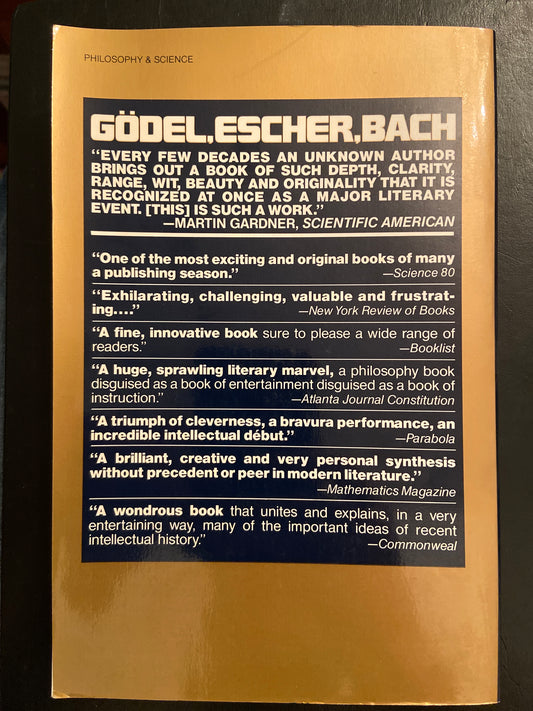 PHILOSOPHY & SCIENCE
GÖDEL, ESCHER, BACH
“EVERY FEW DECADES AN UNKNOWN AUTHOR
BRINGS OUT A BOOK OF SUCH DEPTH, CLARITY,
RANGE, WIT, BEAUTY AND ORIGINALITY THAT IT IS
RECOGNIZED AT ONCE AS A MAJOR LITERARY
EVENT. [THIS] IS SUCH A WORK.”
—MARTIN GARDNER, SCIENTIFIC AMERICAN
“One of the most exciting and original books of many
a publishing season.” —Science 80
“Exhilarating, challenging, valuable and frustrat-
ing....” —New York Review of Books
“A fine, innovative book sure to please a wide range of
readers.” —Booklist
“A huge, sprawling literary marvel, a philosophy book
disguised as a book of entertainment disguised as a book of
instruction.” —Atlanta Journal Constitution
“A triumph of cleverness, a bravura performance, an
incredible intellectual début.” —Parabola
“A brilliant, creative and very personal synthesis
without precedent or peer in modern literature.”
—Mathematics Magazine
“A wondrous book that unites and explains, in a very
entertaining way, many of the important ideas of recent
intellectual history.” —Commonweal